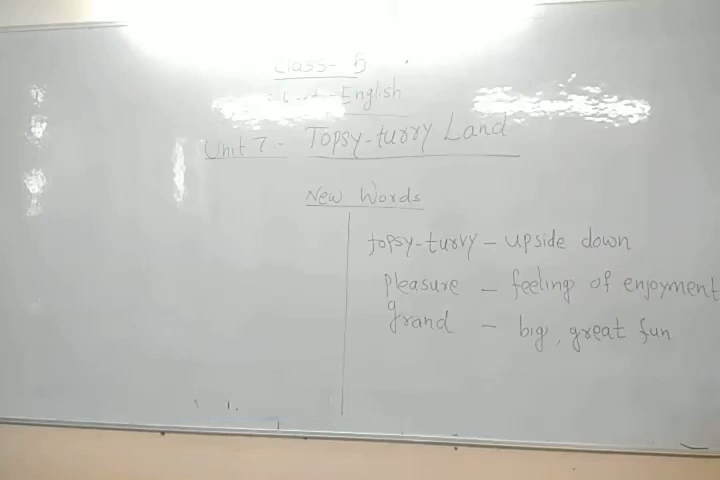 Class- 5
English
Unit 7:- Topsy-turvy Land
New Words
topsy-turvy - upside down
pleasure - feeling of enjoyment
grand - big, great fun